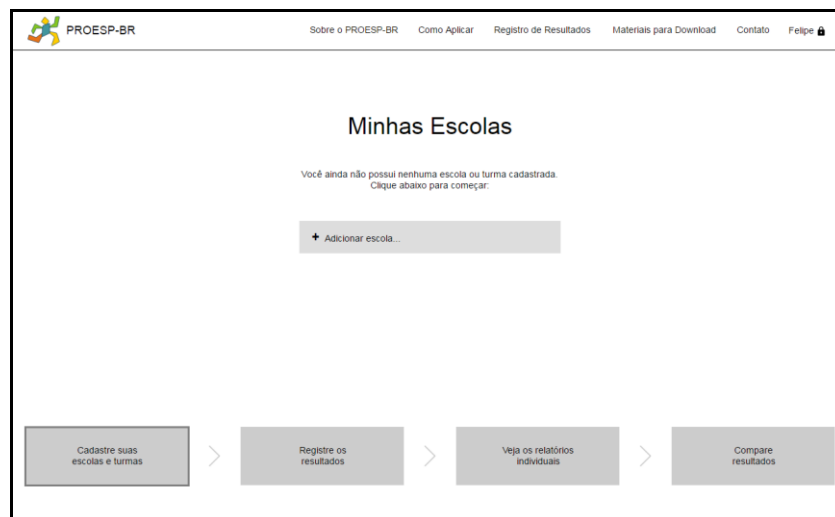 PROESP-BR
Sobre o PROESP-BR Como Aplicar Registro de Resultados Materiais para Download Contato Felipe
Minhas Escolas
Você ainda não possui nenhuma escola ou turma cadastrada.
Clique abaixo para começar:
+ Adicionar escola...
Cadastre suas
escolas e turmas
Registre os
resultados
Veja os relatórios
individuais
Compare
resultados